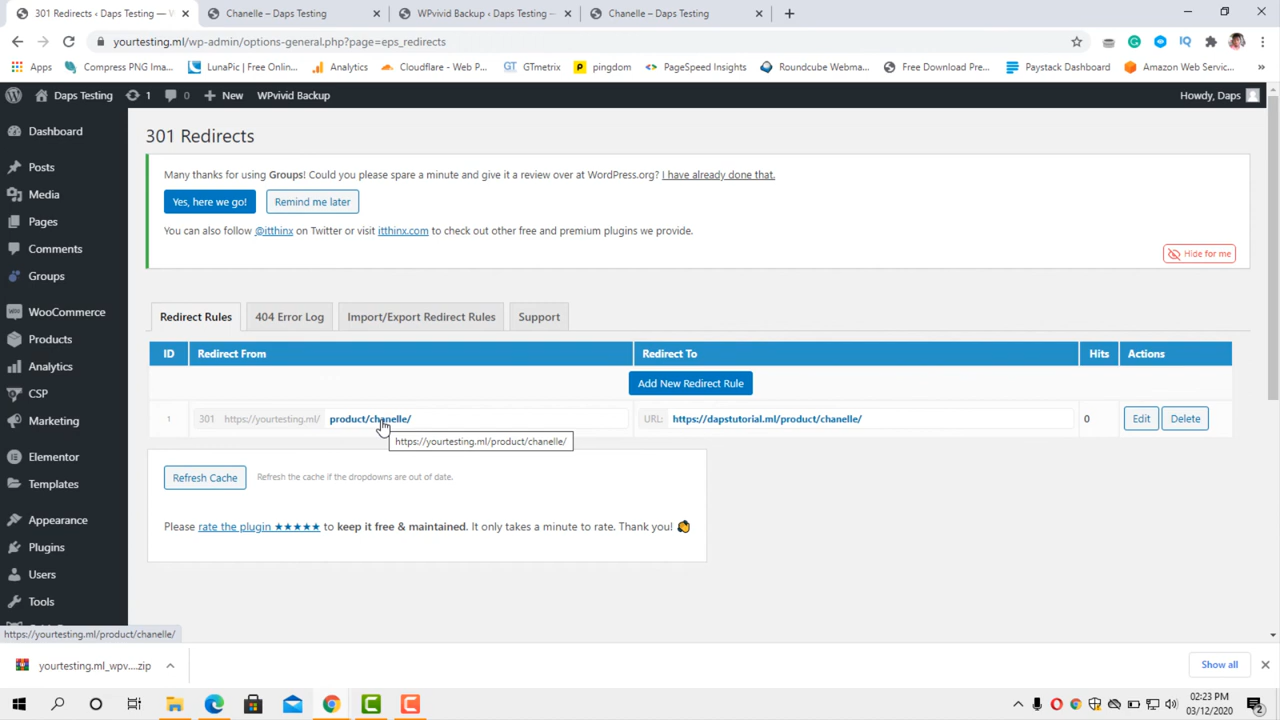 301 Redirects ‹ Daps Testing — W
Chanelle – Daps Testing
WPvivid Backup ‹ Daps Testing —
Chanelle – Daps Testing
yourtesting.ml/wp-admin/options-general.php?page=eps_redirects
Apps
Compress PNG Ima...
LunaPic | Free Onlin...
Analytics
Cloudflare - Web P...
GTmetrix
pingdom
PageSpeed Insights
Roundcube Webma...
Free Download Pre...
Paystack Dashboard
Amazon Web Servic...
Daps Testing
1
0
New
WPvivid Backup
Howdy, Daps
Dashboard
Posts
Media
Pages
Comments
Groups
WooCommerce
Products
Analytics
CSP
Marketing
Elementor
Templates
Appearance
Plugins
Users
Tools
301 Redirects
Many thanks for using Groups! Could you please spare a minute and give it a review over at WordPress.org? I have already done that.
Yes, here we go!
Remind me later
You can also follow @itthinx on Twitter or visit itthinx.com to check out other free and premium plugins we provide.
Hide for me
Redirect Rules
404 Error Log
Import/Export Redirect Rules
Support
ID
Redirect From
Redirect To
Hits
Actions
Add New Redirect Rule
1
301
https://yourtesting.ml/
product/chanelle/
URL:
https://dapstutorial.ml/product/chanelle/
0
Edit
Delete
https://yourtesting.ml/product/chanelle/
Refresh Cache
Refresh the cache if the dropdowns are out of date.
Please rate the plugin ★★★★★ to keep it free & maintained. It only takes a minute to rate. Thank you!
https://yourtesting.ml/product/chanelle/
yourtesting.ml_wpv....zip
Show all
02:23 PM
03/12/2020
2